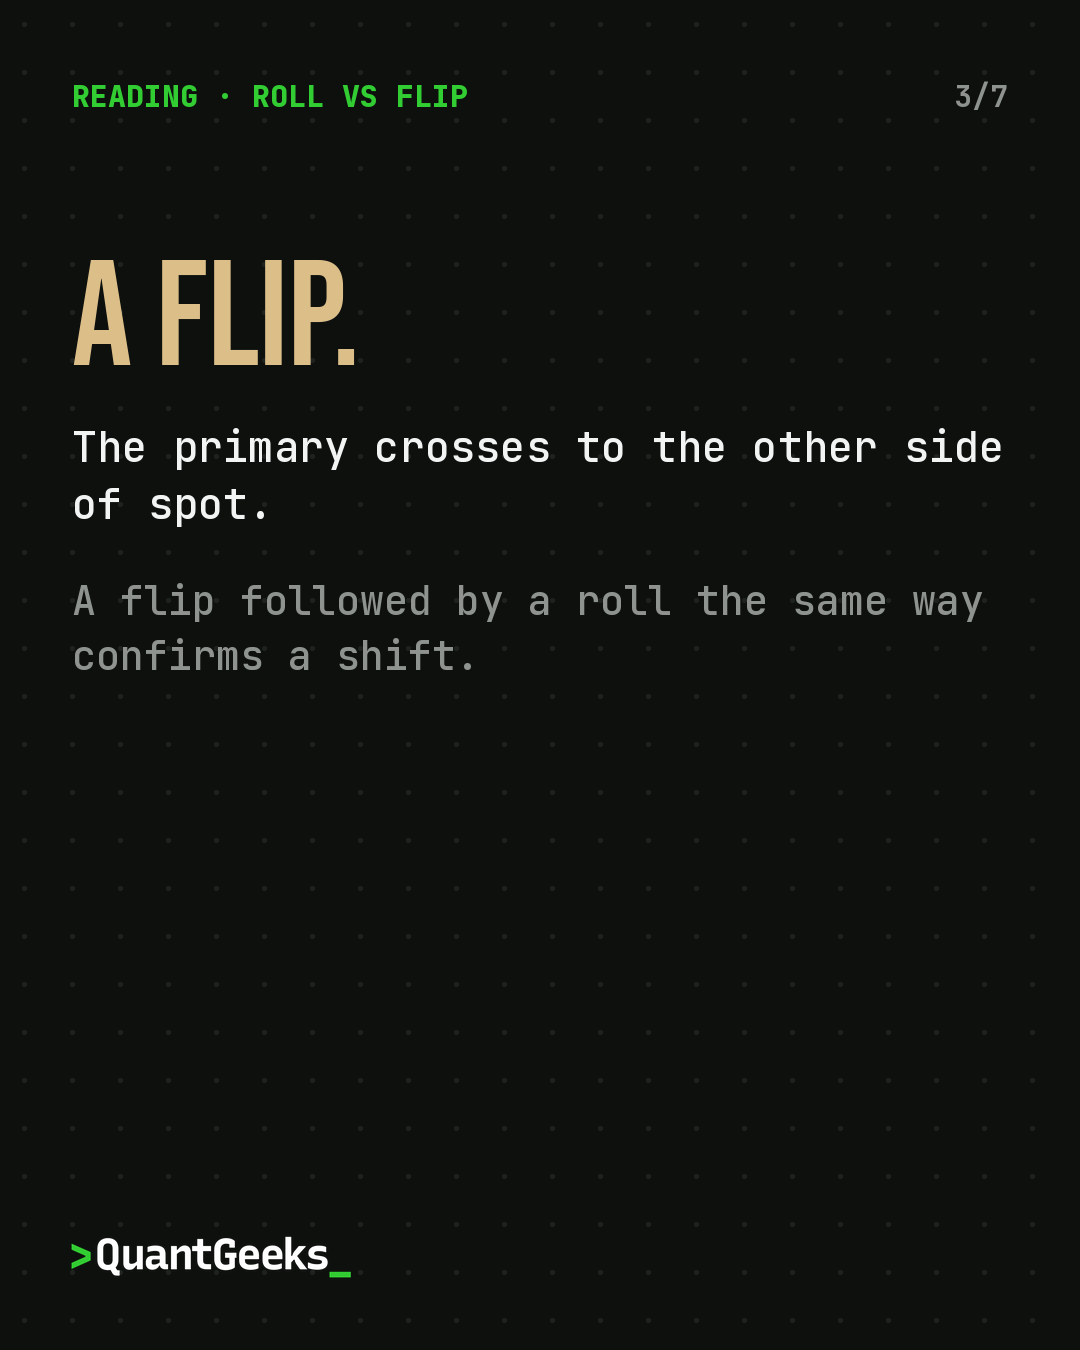 READING · ROLL VS FLIP
3/7
A FLIP.
The primary crosses to the other side
of spot.
A flip followed by a roll the same way
confirms a shift.
>QuantGeeks_